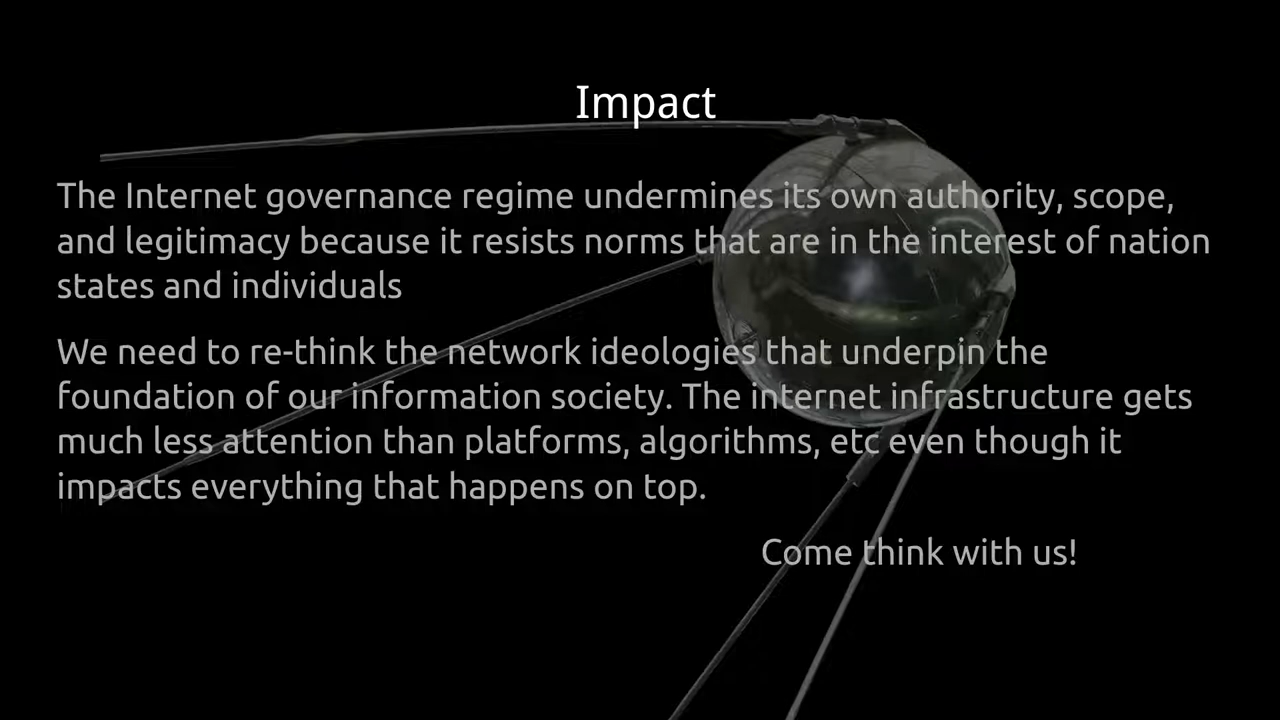 Impact
The Internet governance regime undermines its own authority, scope,
and legitimacy because it resists norms that are in the interest of nation
states and individuals
We need to re-think the network ideologies that underpin the
foundation of our information society. The internet infrastructure gets
much less attention than platforms, algorithms, etc even though it
impacts everything that happens on top.
Come think with us!